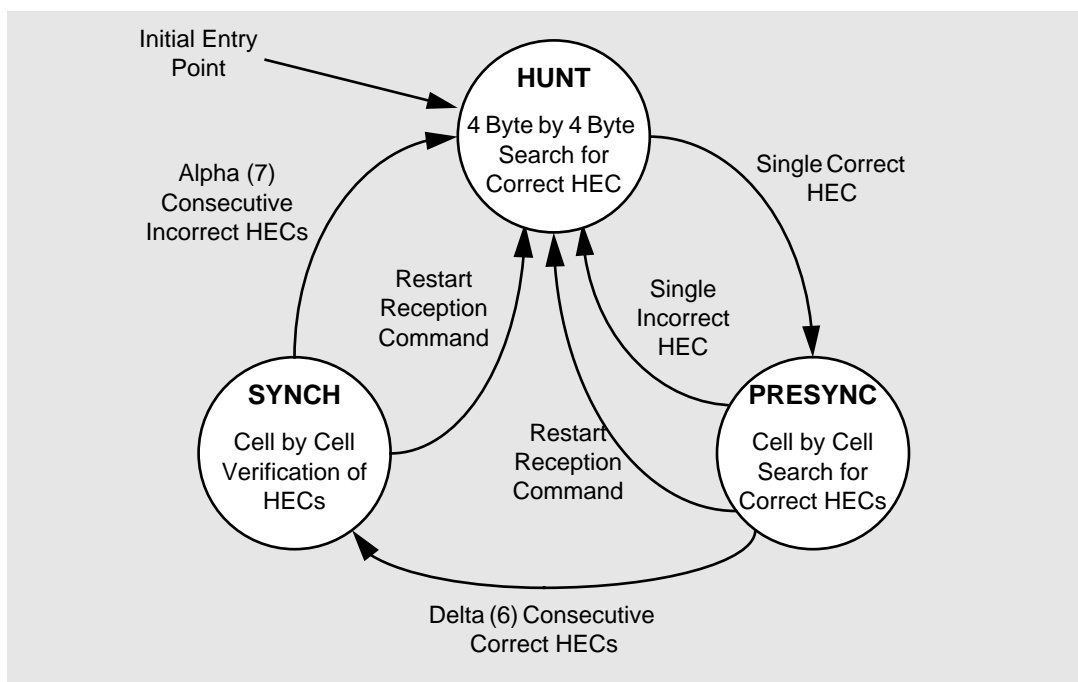 Initial Entry
Point
HUNT
4 Byte by 4 Byte
Search for
Correct HEC
Single Correct
HEC
Alpha (7)
Consecutive
Incorrect HECs
Restart
Reception
Command
Single
Incorrect
HEC
SYNCH
Cell by Cell
Verification of
HECs
Restart
Reception
Command
PRESYNC
Cell by Cell
Search for
Correct HECs
Delta (6) Consecutive
Correct HECs